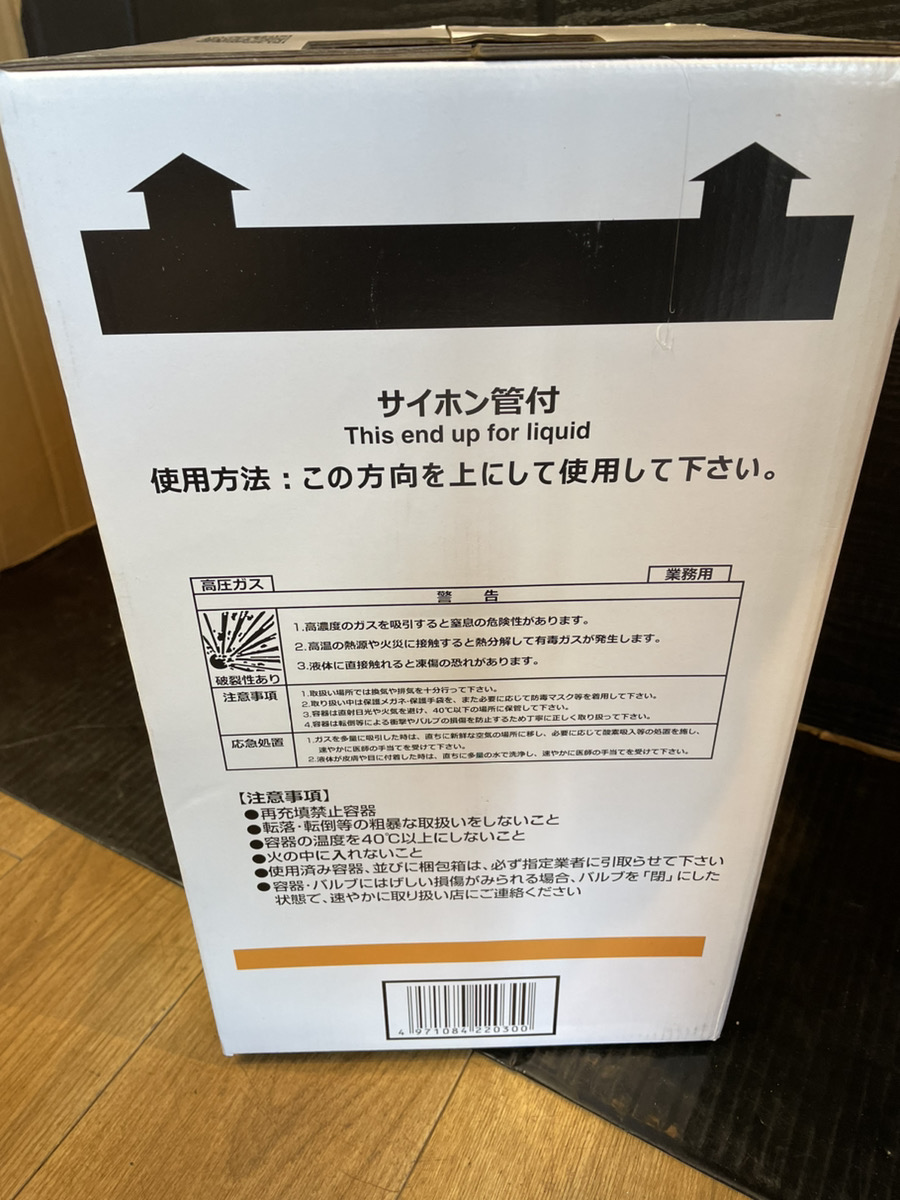 サイホン管付
This end up for liquid
使用方法：この方向を上にして使用して下さい。
高圧ガス
業務用
警告
破裂性あり
1.高濃度のガスを吸引すると窒息の危険性があります。
2.高温の熱源や火災に接触すると熱分解して有毒ガスが発生します。
3.液体に直接触れると凍傷の恐れがあります。
注意事項
1.取扱い場所では換気や排気を十分行って下さい。
2.取り扱い中は保護メガネ・保護手袋を、また必要に応じて防毒マスク等を着用して下さい。
3.容器は直射日光や火気を避け、40℃以下の場所に保管して下さい。
4.容器は転倒等による衝撃やバルブの損傷を防止するため丁寧に正しく取り扱って下さい。
応急処置
1.ガスを多量に吸引した時は、直ちに新鮮な空気の場所に移し、必要に応じて酸素吸入等の処置を施し、
速やかに医師の手当てを受けて下さい。
2.液体が皮膚や目に付着した時は、直ちに多量の水で洗浄し、速やかに医師の手当てを受けて下さい。
【注意事項】
●再充填禁止容器
●転落・転倒等の粗暴な取扱いをしないこと
●容器の温度を40℃以上にしないこと
●火の中に入れないこと
●使用済み容器、並びに梱包箱は、必ず指定業者に引取らせて下さい
●容器・バルブにはげしい損傷がみられる場合、バルブを「閉」にした
状態で、速やかに取り扱い店にご連絡ください
4 971084 220300